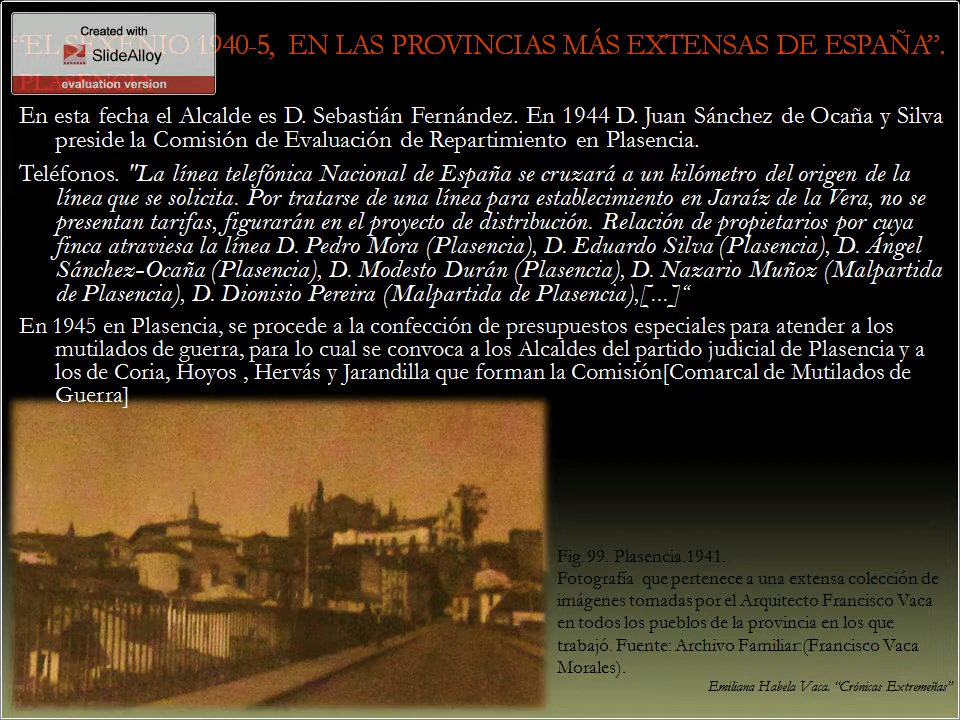 Created with
SlideAlloy
evaluation version
“EL SEXENIO 1940-5, EN LAS PROVINCIAS MÁS EXTENSAS DE ESPAÑA”.
PLASENCIA
En esta fecha el Alcalde es D. Sebastián Fernández. En 1944 D. Juan Sánchez de Ocaña y Silva
preside la Comisión de Evaluación de Repartimiento en Plasencia.
Teléfonos. "La línea telefónica Nacional de España se cruzará a un kilómetro del origen de la
línea que se solicita. Por tratarse de una línea para establecimiento en Jaraíz de la Vera, no se
presentan tarifas, figurarán en el proyecto de distribución. Relación de propietarios por cuya
finca atraviesa la línea D. Pedro Mora (Plasencia), D. Eduardo Silva (Plasencia), D. Ángel
Sánchez-Ocaña (Plasencia), D. Modesto Durán (Plasencia), D. Nazario Muñoz (Malpartida
de Plasencia), D. Dionisio Pereira (Malpartida de Plasencia),[...]“
En 1945 en Plasencia, se procede a la confección de presupuestos especiales para atender a los
mutilados de guerra, para lo cual se convoca a los Alcaldes del partido judicial de Plasencia y a
los de Coria, Hoyos , Hervás y Jarandilla que forman la Comisión[Comarcal de Mutilados de
Guerra]
Fig. 99. Plasencia.1941.
Fotografía que pertenece a una extensa colección de
imágenes tomadas por el Arquitecto Francisco Vaca
en todos los pueblos de la provincia en los que
trabajó. Fuente: Archivo Familiar:(Francisco Vaca
Morales).
Emiliana Habela Vaca. “Crónicas Extremeñas”